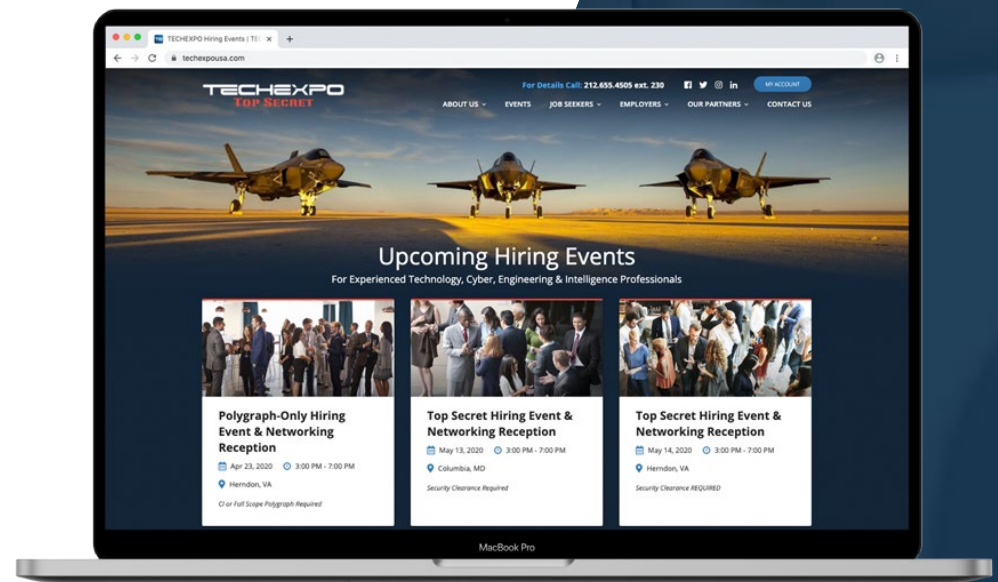 TECHEXPO Hiring Events | TE
techexpousa.com
TECHEXPO
TOP SECRET
For Details Call: 212.655.4505 ext. 230
MY ACCOUNT
ABOUT US EVENTS JOB SEEKERS EMPLOYERS OUR PARTNERS CONTACT US
Upcoming Hiring Events
For Experienced Technology, Cyber, Engineering & Intelligence Professionals
Polygraph-Only Hiring
Event & Networking
Reception
Apr 23, 2020 3:00 PM - 7:00 PM
Herndon, VA
CI or Full Scope Polygraph Required
Top Secret Hiring Event &
Networking Reception
May 13, 2020 3:00 PM - 7:00 PM
Columbia, MD
Security Clearance Required
Top Secret Hiring Event &
Networking Reception
May 14, 2020 3:00 PM - 7:00 PM
Herndon, VA
Security Clearance REQUIRED
MacBook Pro